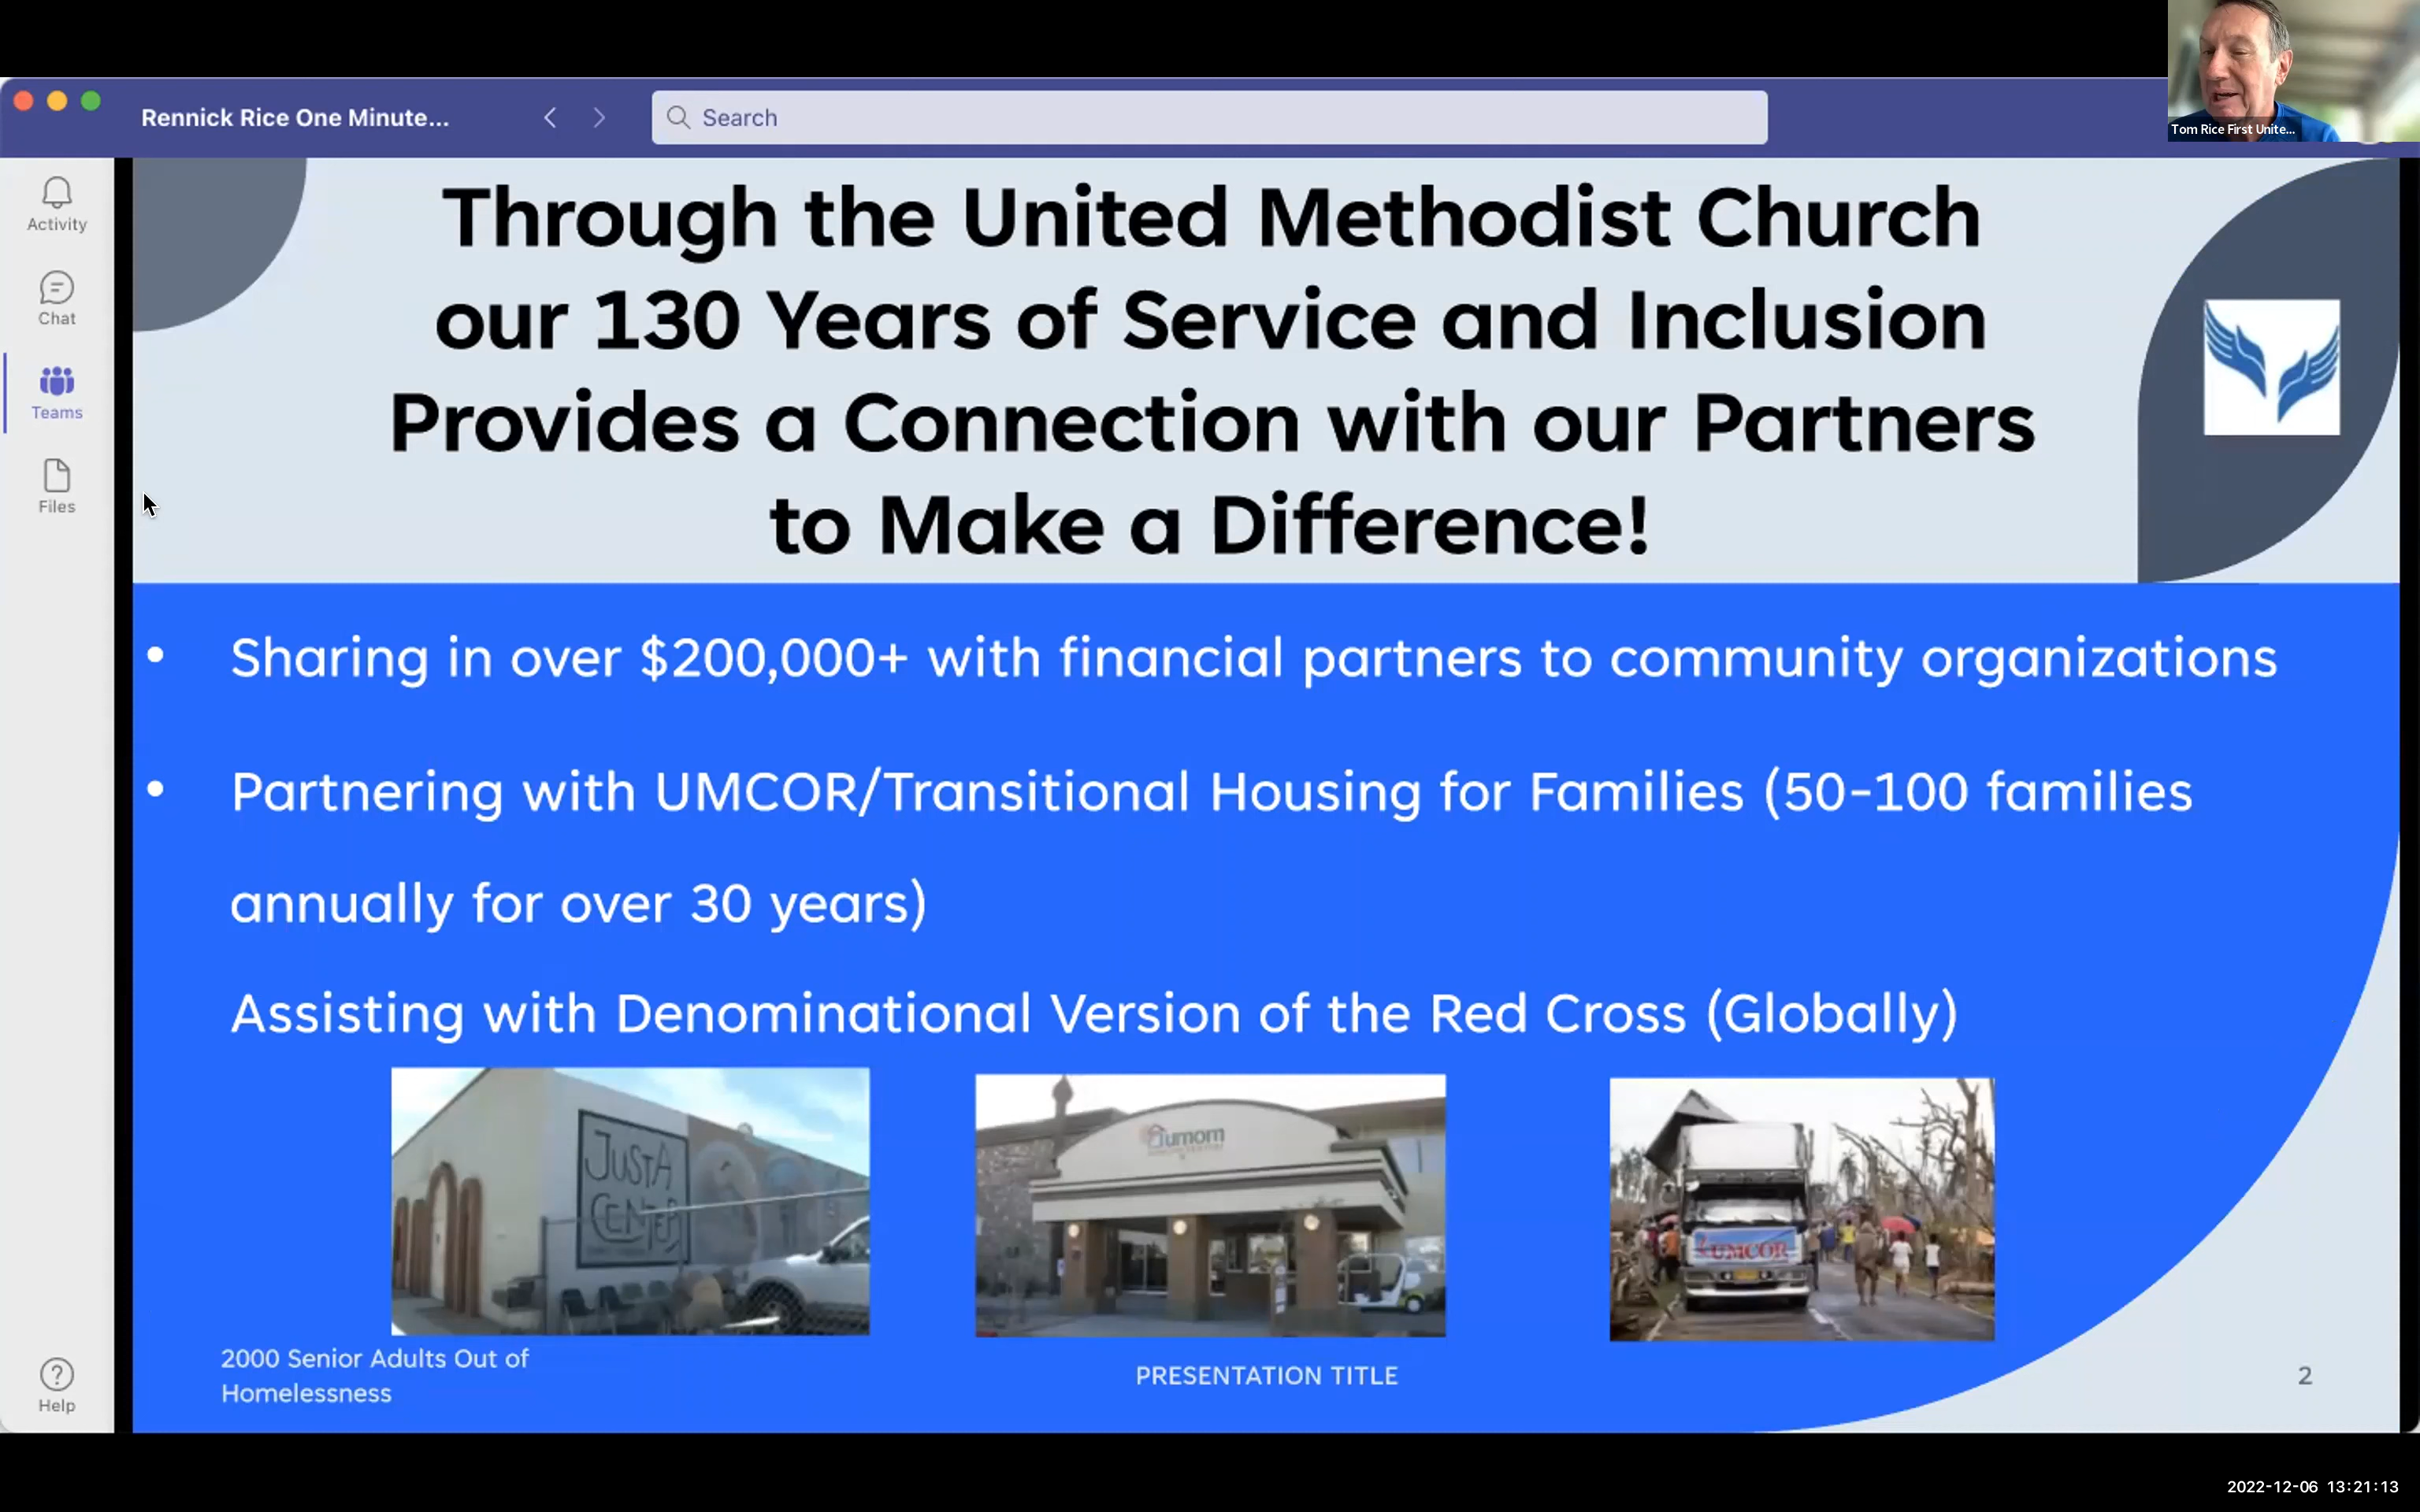 Tom Rice First Unite...
Rennick Rice One Minute...
Search
Activity
Chat
Teams
Files
Help
Through the United Methodist Church
our 130 Years of Service and Inclusion
Provides a Connection with our Partners
to Make a Difference!
• Sharing in over $200,000+ with financial partners to community organizations
• Partnering with UMCOR/Transitional Housing for Families (50-100 families
annually for over 30 years)
Assisting with Denominational Version of the Red Cross (Globally)
JUSTA
CENTER
umom
UMCOR
2000 Senior Adults Out of
Homelessness
PRESENTATION TITLE
2
2022-12-06 13:21:13